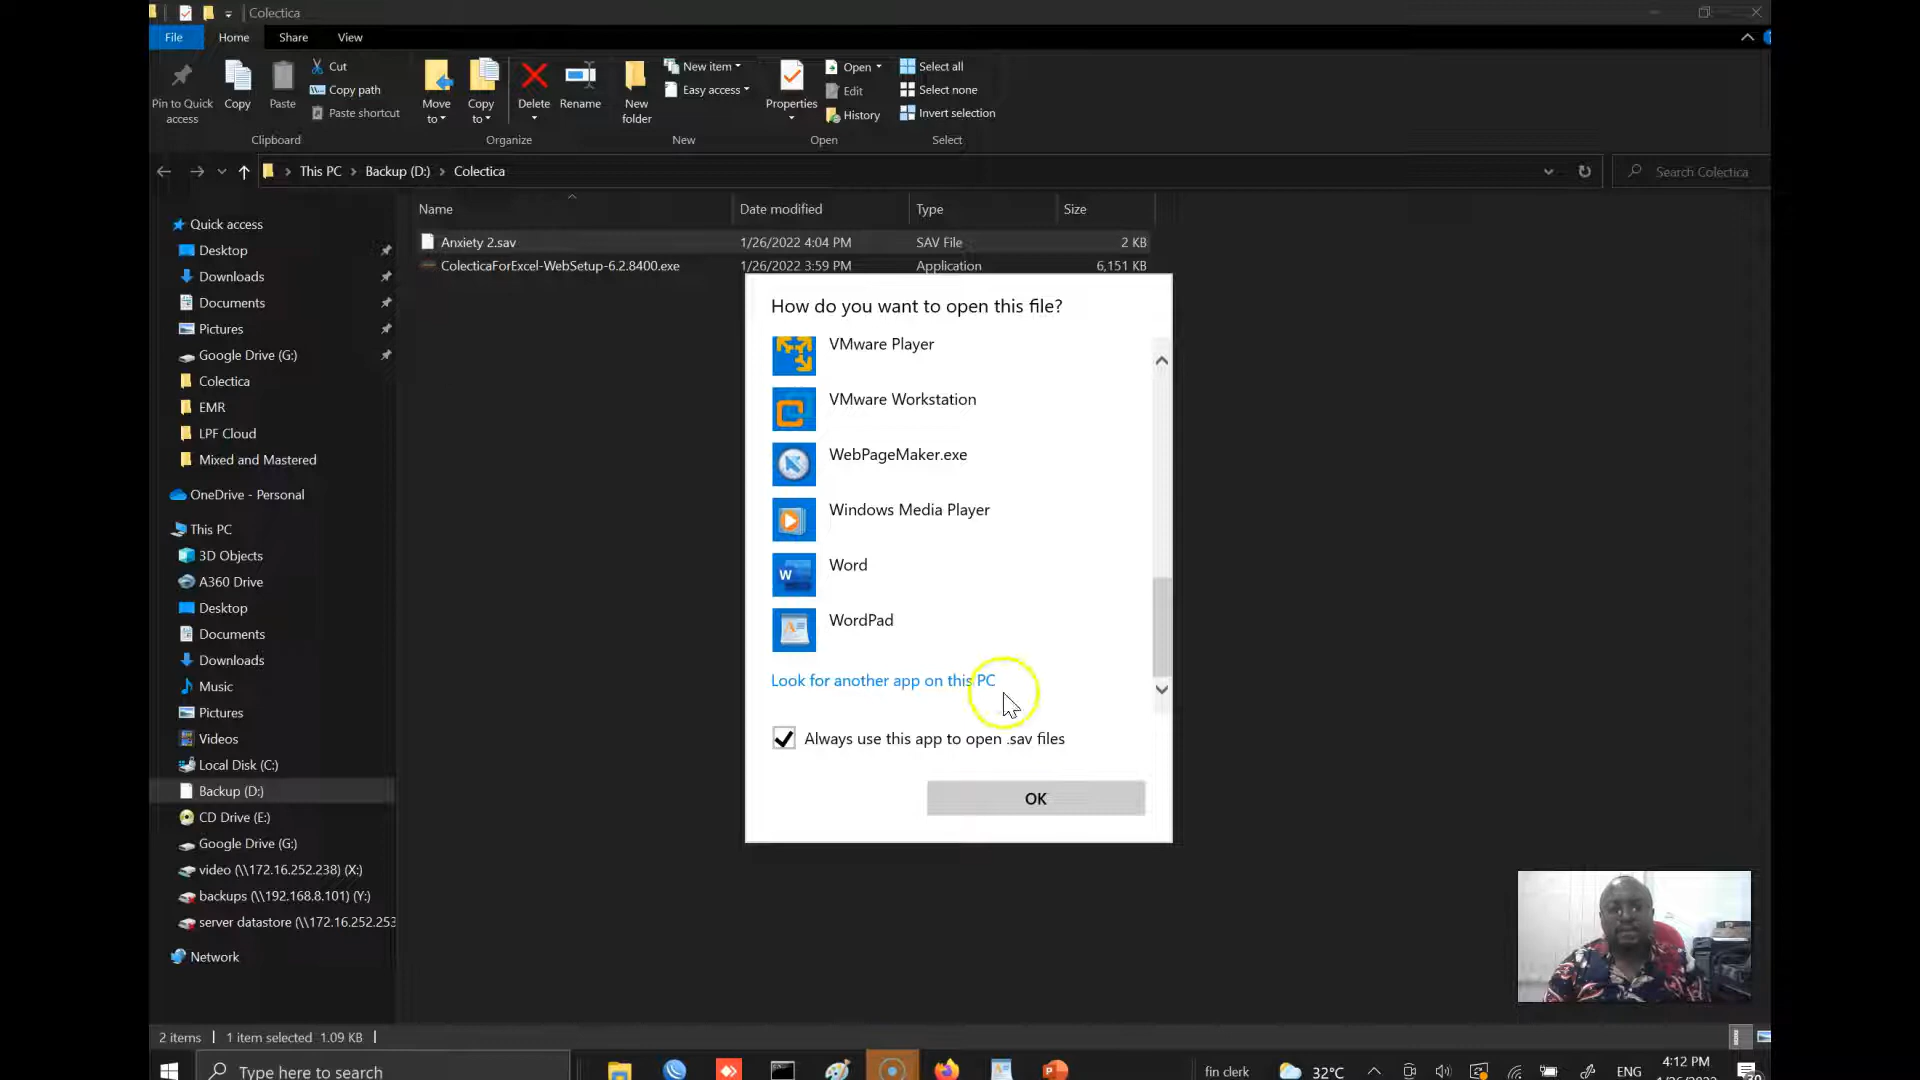 Colectica
File Home Share View
Pin to Quick access
Copy
Paste
Cut
Copy path
Paste shortcut
Clipboard
Move to
Copy to
Delete
Rename
Organize
New folder
New item
Easy access
New
Properties
Open
Edit
History
Open
Select all
Select none
Invert selection
Select
This PC Backup (D:) Colectica
Search Colectica
Name Date modified Type Size
Anxiety 2.sav 1/26/2022 4:04 PM SAV File 2 KB
ColecticaForExcel-WebSetup-6.2.8400.exe 1/26/2022 3:59 PM Application 6,151 KB
Quick access
Desktop
Downloads
Documents
Pictures
Google Drive (G:)
Colectica
EMR
LPF Cloud
Mixed and Mastered
OneDrive - Personal
This PC
3D Objects
A360 Drive
Desktop
Documents
Downloads
Music
Pictures
Videos
Local Disk (C:)
Backup (D:)
CD Drive (E:)
Google Drive (G:)
video (\\172.16.252.238) (X:)
backups (\\192.168.8.101) (Y:)
server datastore (\\172.16.252.253
Network
How do you want to open this file?
VMware Player
VMware Workstation
WebPageMaker.exe
Windows Media Player
Word
WordPad
Look for another app on this PC
Always use this app to open .sav files
OK
2 items 1 item selected 1.09 KB
Type here to search
fin clerk
32°C
ENG
4:12 PM